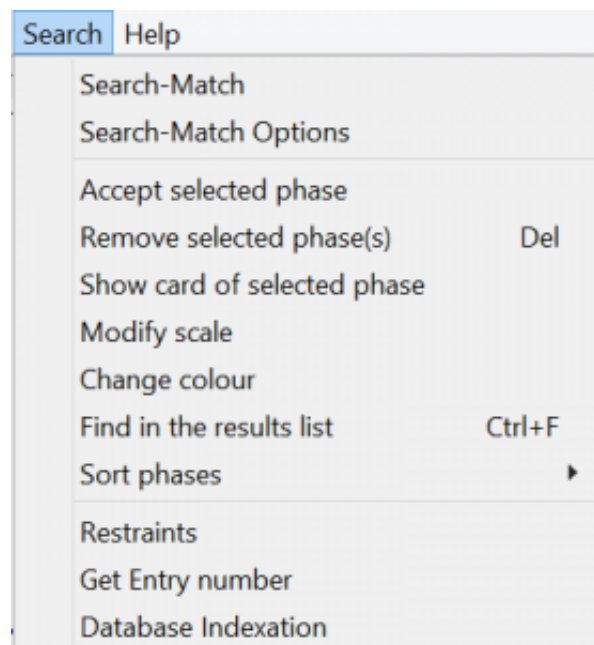 Search Help
Search-Match
Search-Match Options
Accept selected phase
Remove selected phase(s) Del
Show card of selected phase
Modify scale
Change colour
Find in the results list Ctrl+F
Sort phases
Restraints
Get Entry number
Database Indexation